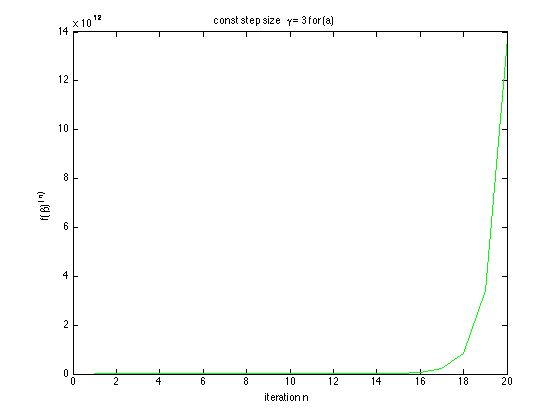 × 10^12
const step size γ = 3 for (a)
14
12
10
8
6
4
2
0
f(β)^(n)
0 2 4 6 8 10 12 14 16 18 20
iteration n